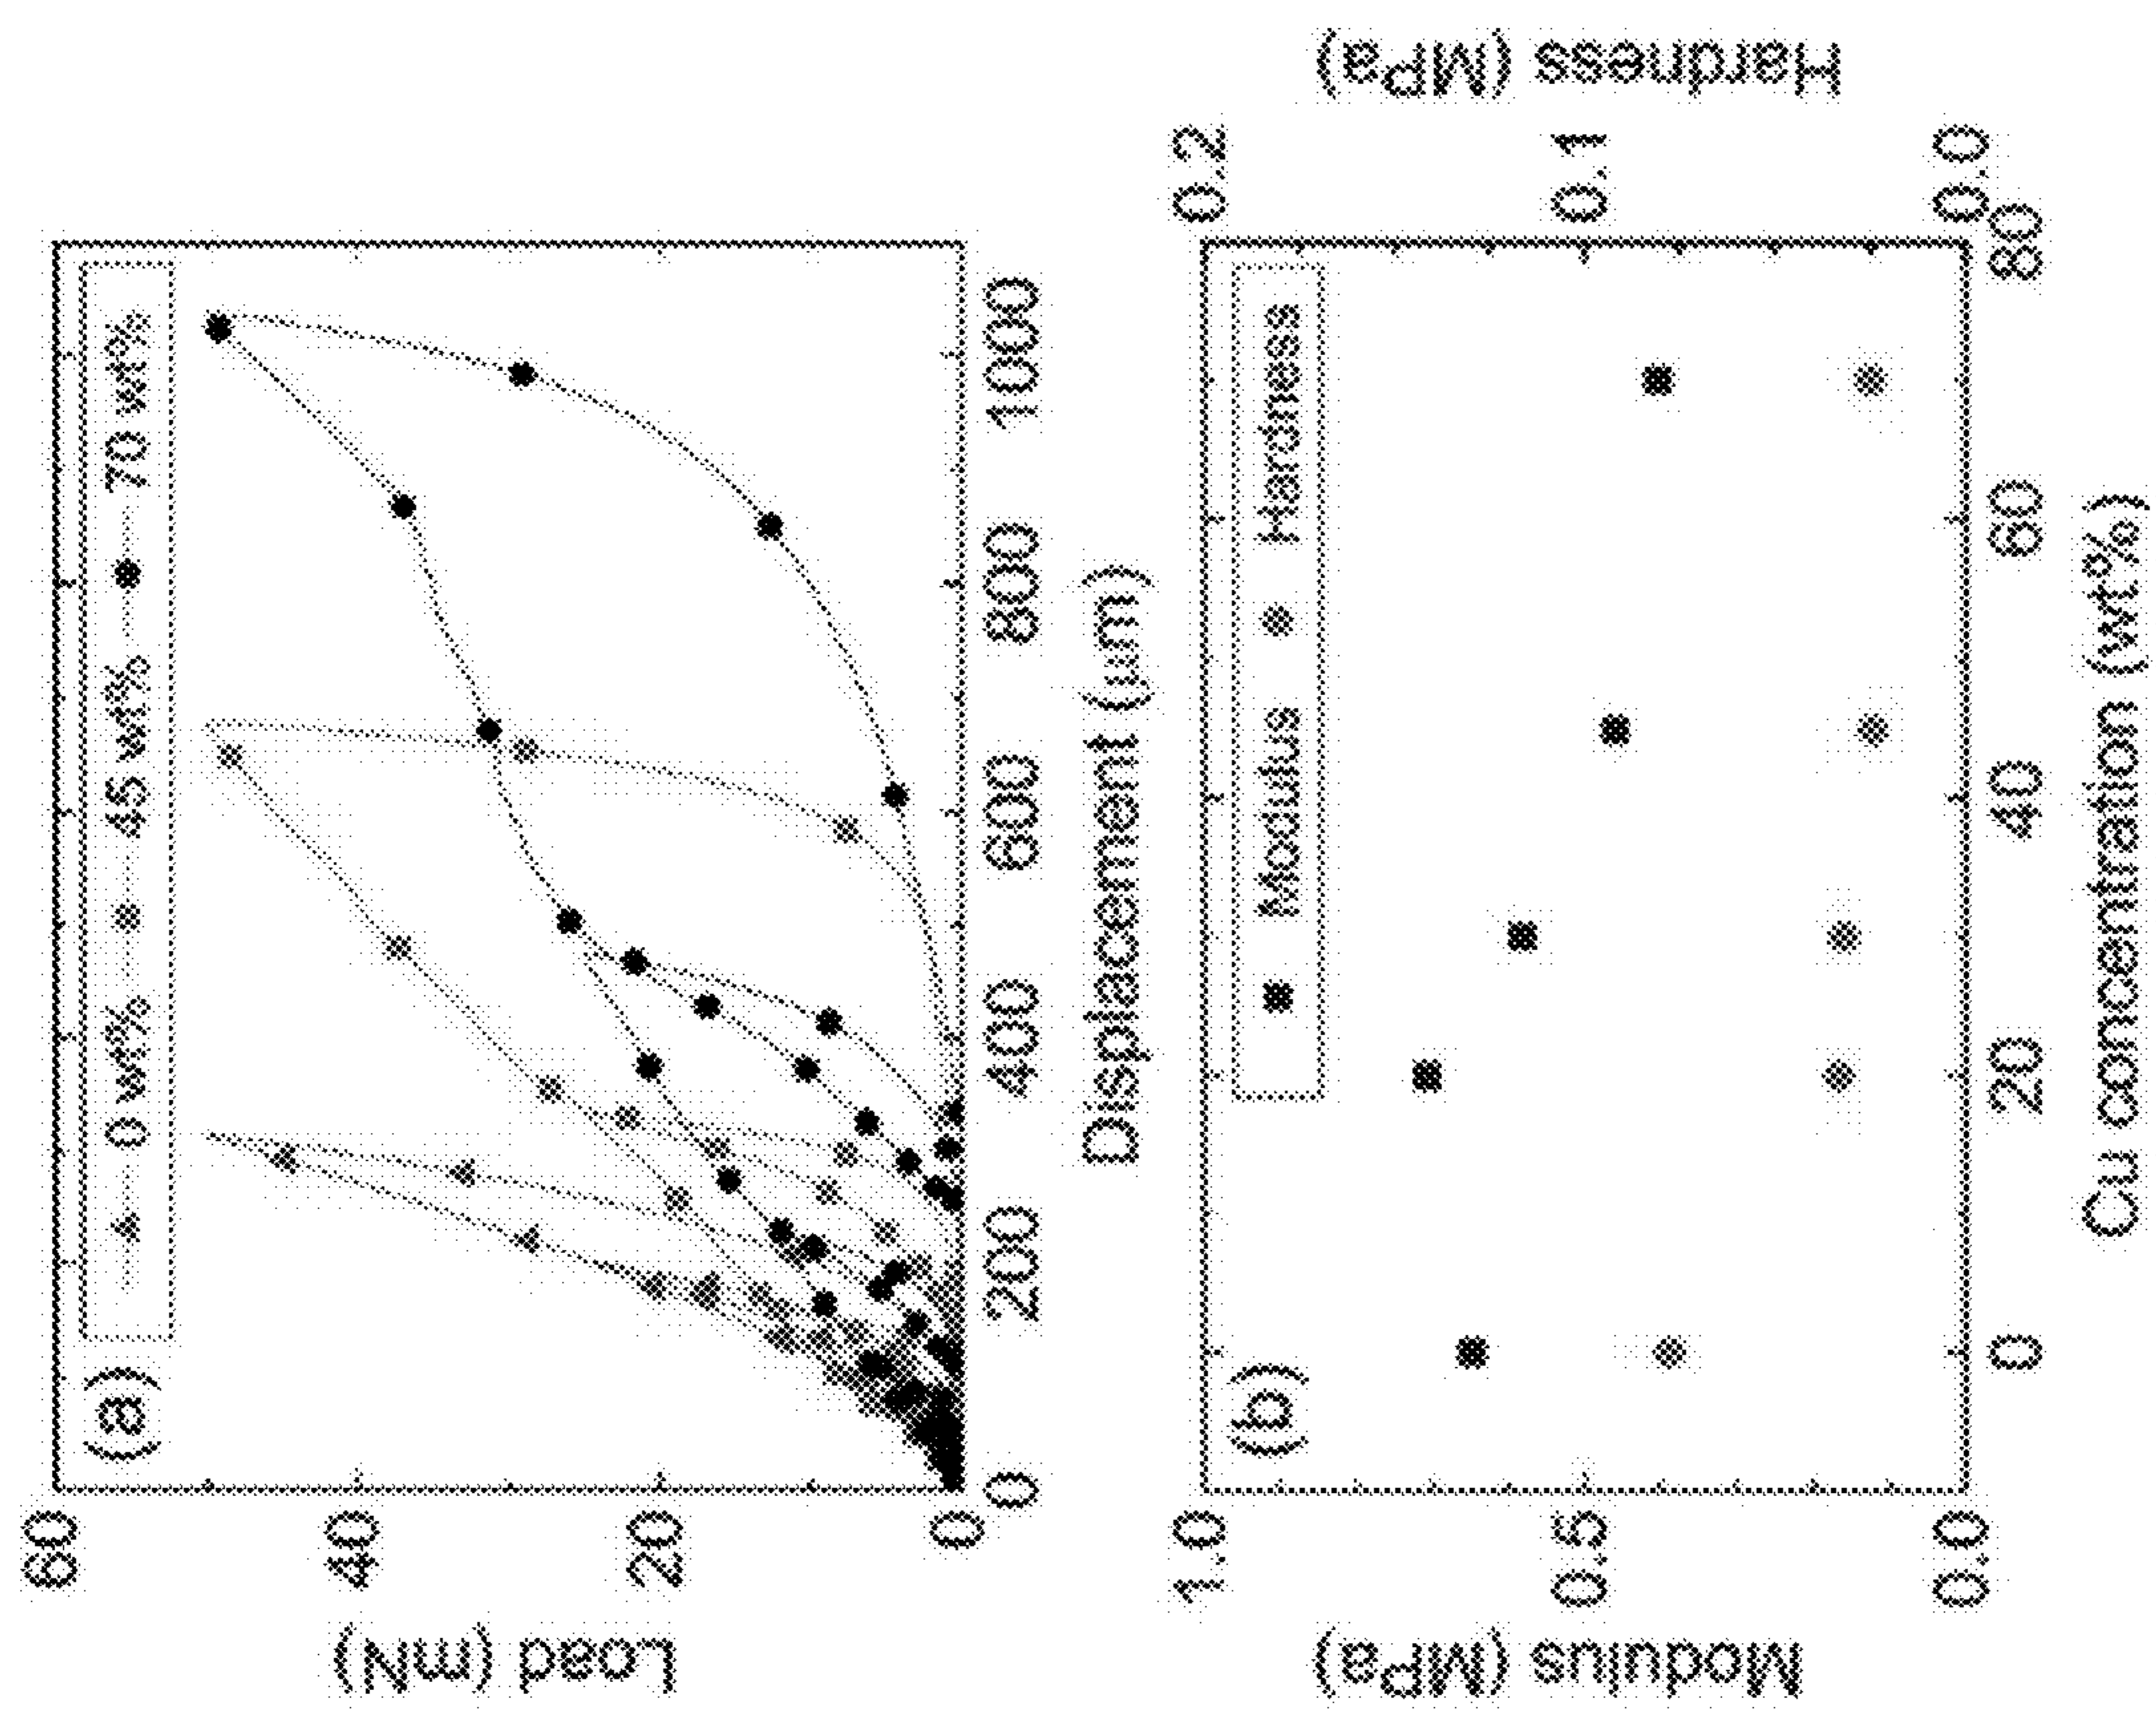 (a)
0 wt% 45 wt% 70 wt%
60
40
20
0
Load (mN)
0 200 400 600 800 1000
Displacement (μm)
(b)
Modulus Hardness
1.0
0.5
0.0
Modulus (MPa)
0.2
0.1
0.0
Hardness (MPa)
0 20 40 60 80
Cu concentration (wt%)